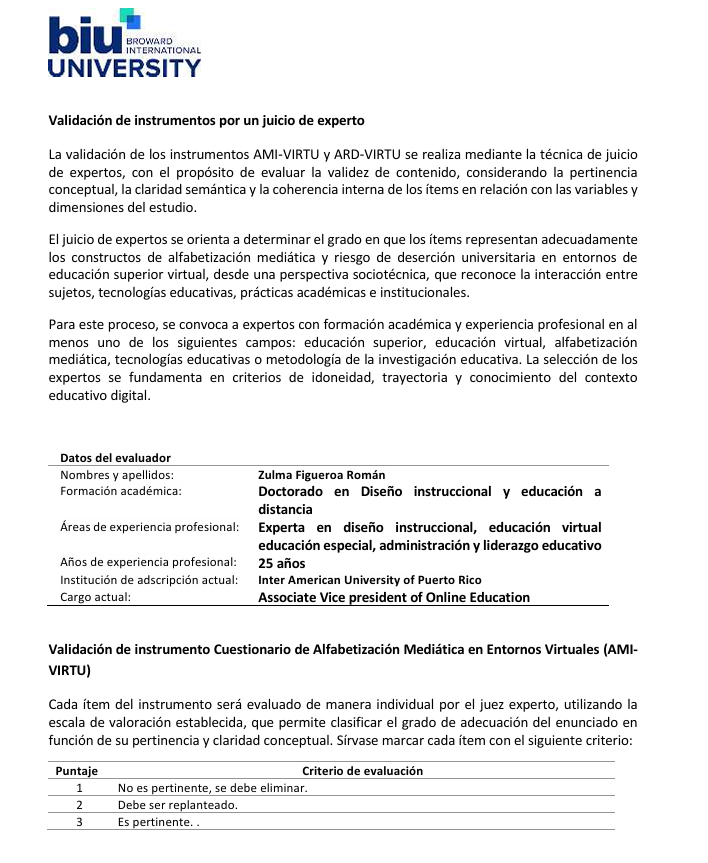 biu BROWARD
INTERNATIONAL
UNIVERSITY
Validación de instrumentos por un juicio de experto
La validación de los instrumentos AMI-VIRTU y ARD-VIRTU se realiza mediante la técnica de juicio
de expertos, con el propósito de evaluar la validez de contenido, considerando la pertinencia
conceptual, la claridad semántica y la coherencia interna de los ítems en relación con las variables y
dimensiones del estudio.
El juicio de expertos se orienta a determinar el grado en que los ítems representan adecuadamente
los constructos de alfabetización mediática y riesgo de deserción universitaria en entornos de
educación superior virtual, desde una perspectiva sociotécnica, que reconoce la interacción entre
sujetos, tecnologías educativas, prácticas académicas e institucionales.
Para este proceso, se convoca a expertos con formación académica y experiencia profesional en al
menos uno de los siguientes campos: educación superior, educación virtual, alfabetización
mediática, tecnologías educativas o metodología de la investigación educativa. La selección de los
expertos se fundamenta en criterios de idoneidad, trayectoria y conocimiento del contexto
educativo digital.
Datos del evaluador
Nombres y apellidos: Zulma Figueroa Román
Formación académica: Doctorado en Diseño instruccional y educación a
distancia
Áreas de experiencia profesional: Experta en diseño instruccional, educación virtual
educación especial, administración y liderazgo educativo
Años de experiencia profesional: 25 años
Institución de adscripción actual: Inter American University of Puerto Rico
Cargo actual: Associate Vice president of Online Education
Validación de instrumento Cuestionario de Alfabetización Mediática en Entornos Virtuales (AMI-
VIRTU)
Cada ítem del instrumento será evaluado de manera individual por el juez experto, utilizando la
escala de valoración establecida, que permite clasificar el grado de adecuación del enunciado en
función de su pertinencia y claridad conceptual. Sírvase marcar cada ítem con el siguiente criterio:
Puntaje Criterio de evaluación
1 No es pertinente, se debe eliminar.
2 Debe ser replanteado.
3 Es pertinente. .